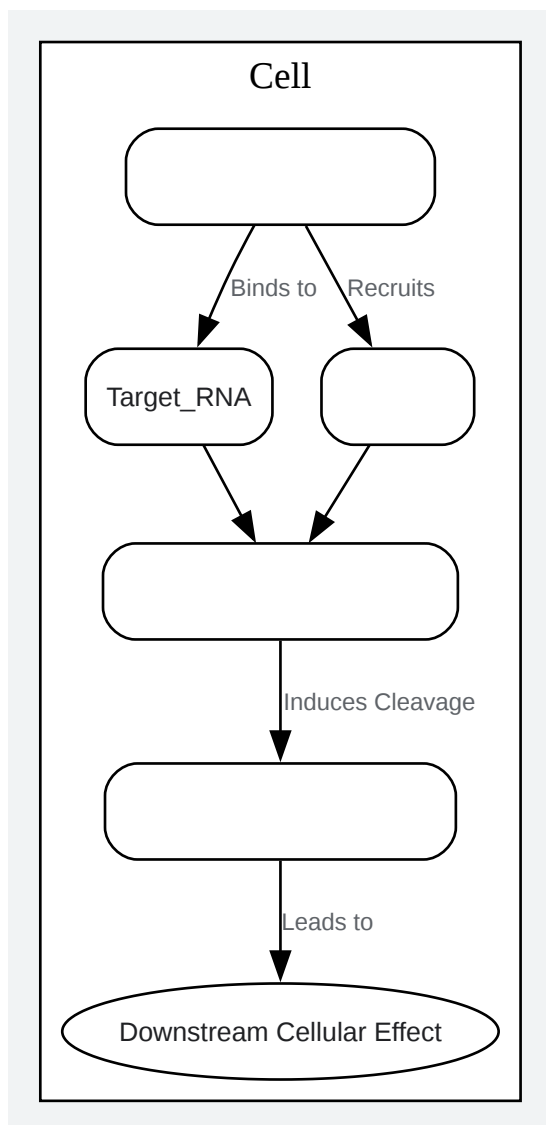 Cell
Binds to
Recruits
Target_RNA
Induces Cleavage
Leads to
Downstream Cellular Effect